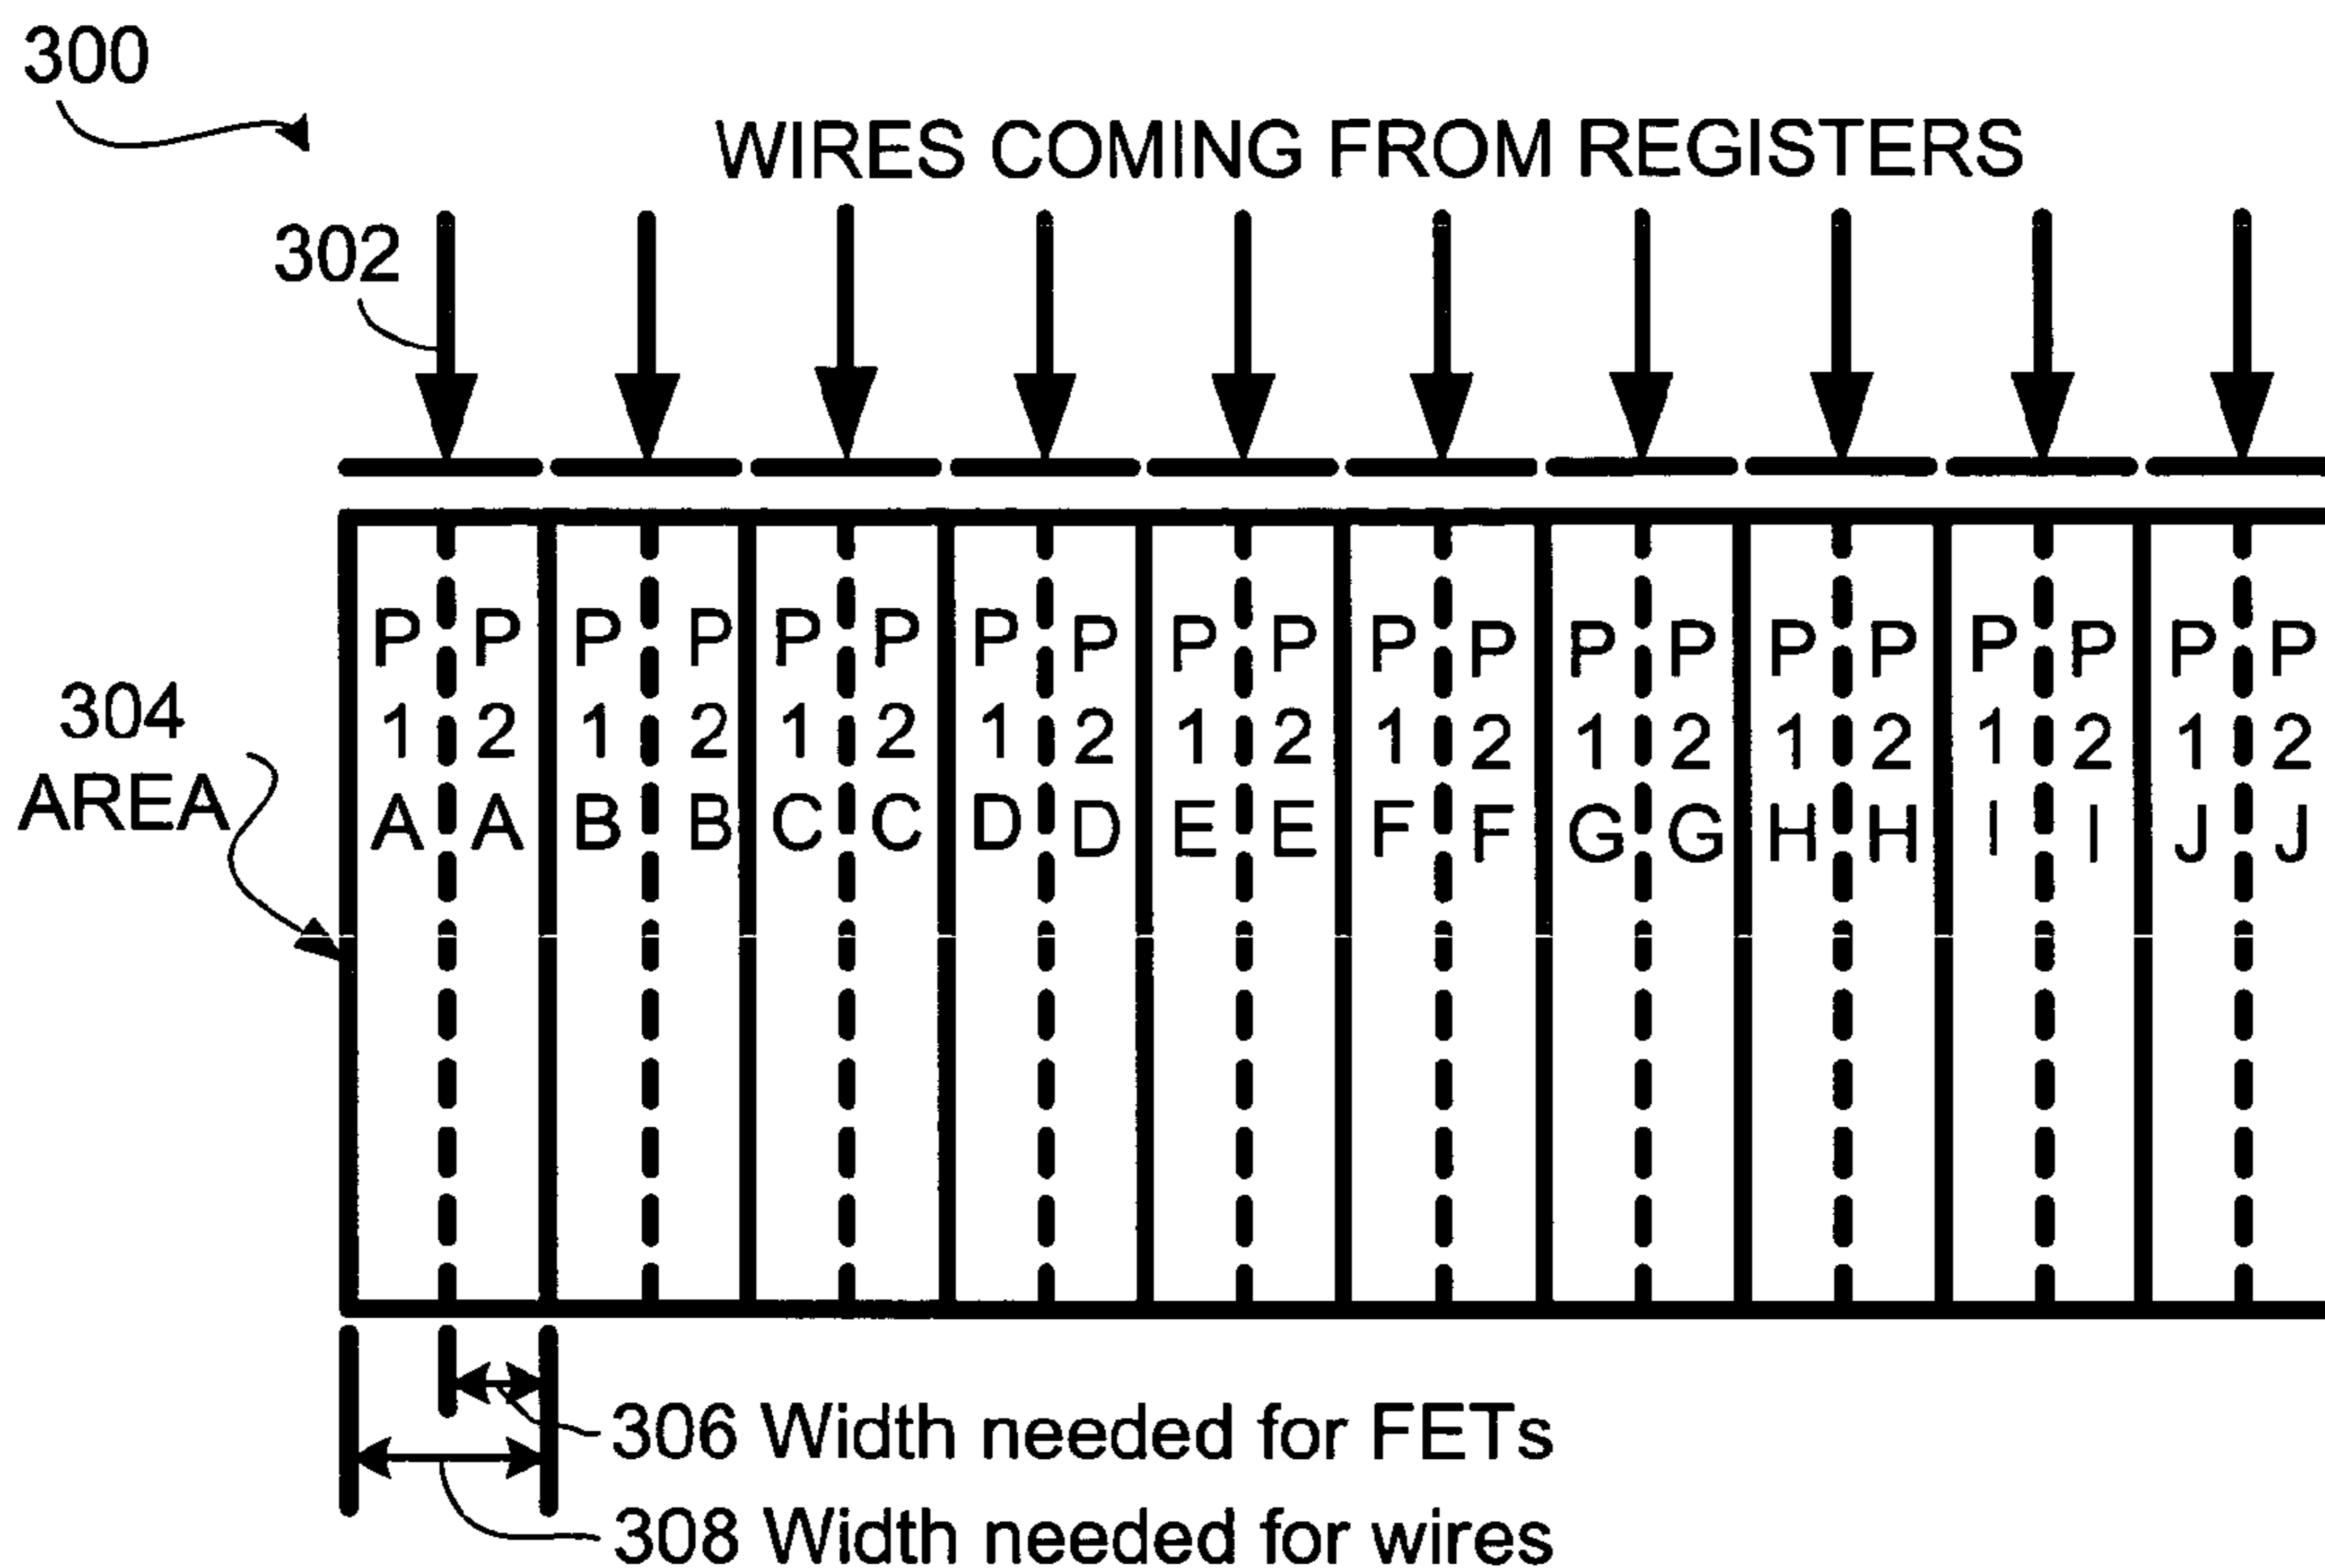 300
WIRES COMING FROM REGISTERS
302
P P P P P P P P P P P P P P P P P P P P
1 2 1 2 1 2 1 2 1 2 1 2 1 2 1 2 1 2 1 2
A A B B C C D D E E F F G G H H I I J J
304
AREA
306 Width needed for FETs
308 Width needed for wires